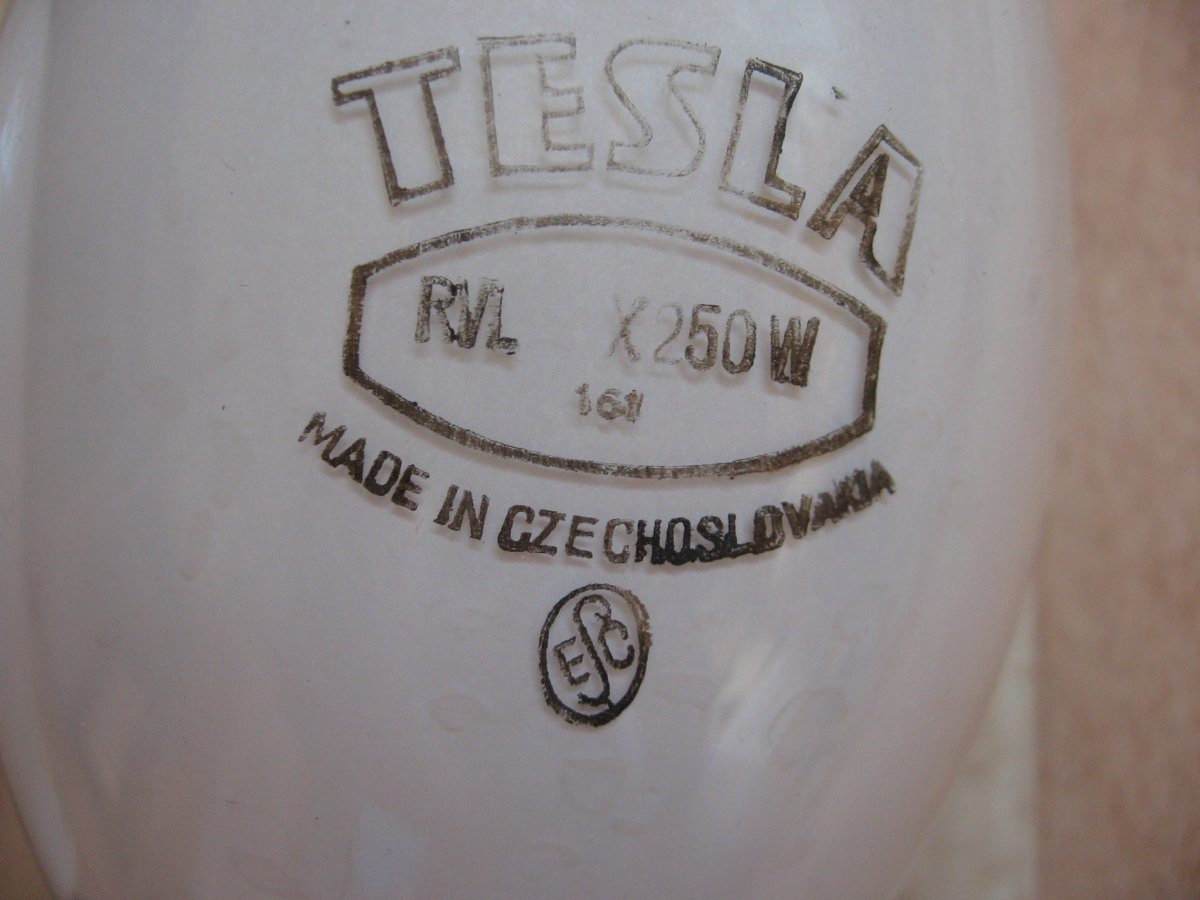 TESLA
RVL X250W
161
MADE IN CZECHOSLOVAKIA
ESC